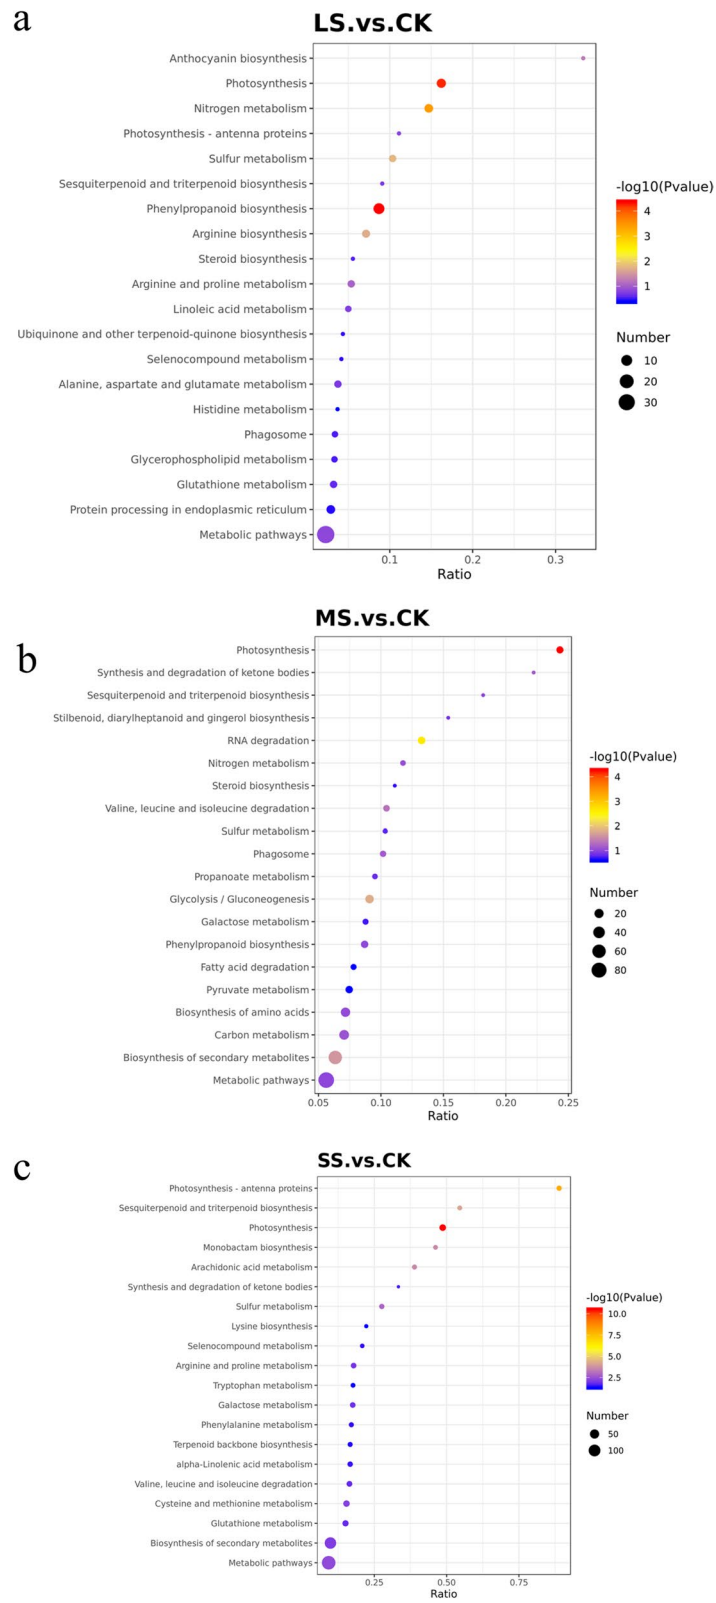 a
LS.vs.CK
Anthocyanin biosynthesis
Photosynthesis
Nitrogen metabolism
Photosynthesis - antenna proteins
Sulfur metabolism
Sesquiterpenoid and triterpenoid biosynthesis
Phenylpropanoid biosynthesis
Arginine biosynthesis
Steroid biosynthesis
Arginine and proline metabolism
Linoleic acid metabolism
Ubiquinone and other terpenoid-quinone biosynthesis
Selenocompound metabolism
Alanine, aspartate and glutamate metabolism
Histidine metabolism
Phagosome
Glycerophospholipid metabolism
Glutathione metabolism
Protein processing in endoplasmic reticulum
Metabolic pathways
0.1 0.2 0.3
Ratio
-log10(Pvalue)
4
3
2
1
Number
10
20
30
b
MS.vs.CK
Photosynthesis
Synthesis and degradation of ketone bodies
Sesquiterpenoid and triterpenoid biosynthesis
Stilbenoid, diarylheptanoid and gingerol biosynthesis
RNA degradation
Nitrogen metabolism
Steroid biosynthesis
Valine, leucine and isoleucine degradation
Sulfur metabolism
Phagosome
Propanoate metabolism
Glycolysis / Gluconeogenesis
Galactose metabolism
Phenylpropanoid biosynthesis
Fatty acid degradation
Pyruvate metabolism
Biosynthesis of amino acids
Carbon metabolism
Biosynthesis of secondary metabolites
Metabolic pathways
0.05 0.10 0.15 0.20 0.25
Ratio
-log10(Pvalue)
4
3
2
1
Number
20
40
60
80
c
SS.vs.CK
Photosynthesis - antenna proteins
Sesquiterpenoid and triterpenoid biosynthesis
Photosynthesis
Monobactam biosynthesis
Arachidonic acid metabolism
Synthesis and degradation of ketone bodies
Sulfur metabolism
Lysine biosynthesis
Selenocompound metabolism
Arginine and proline metabolism
Tryptophan metabolism
Galactose metabolism
Phenylalanine metabolism
Terpenoid backbone biosynthesis
alpha-Linolenic acid metabolism
Valine, leucine and isoleucine degradation
Cysteine and methionine metabolism
Glutathione metabolism
Biosynthesis of secondary metabolites
Metabolic pathways
0.25 0.50 0.75
Ratio
-log10(Pvalue)
10.0
7.5
5.0
2.5
Number
50
100